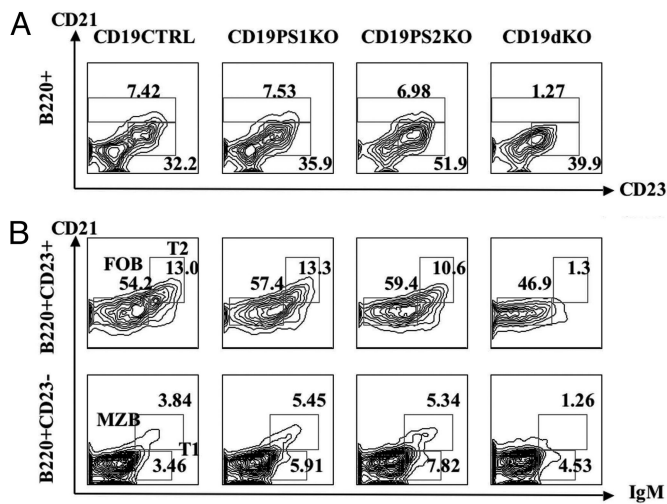 A
CD21
CD19CTRL CD19PS1KO CD19PS2KO CD19dKO
B220+
7.42 7.53 6.98 1.27
32.2 35.9 51.9 39.9
CD23
B
CD21
B220+CD23+
FOB T2
54.2 13.0 57.4 13.3 59.4 10.6 46.9 1.3
B220+CD23-
3.84 5.45 5.34 1.26
MZB T1
3.46 5.91 7.82 4.53
IgM